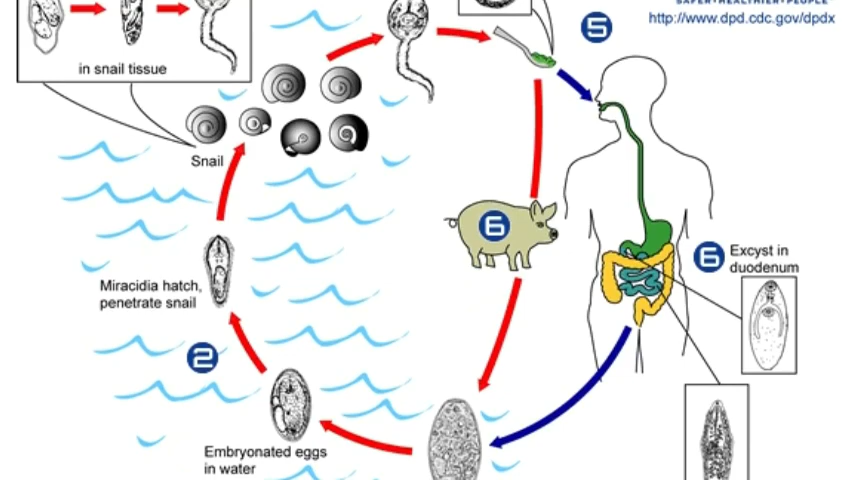 SAFER•HEALTHIER•PEOPLE
http://www.dpd.cdc.gov/dpdx
5
in snail tissue
Snail
6
6
Excyst in
duodenum
Miracidia hatch,
penetrate snail
2
Embryonated eggs
in water